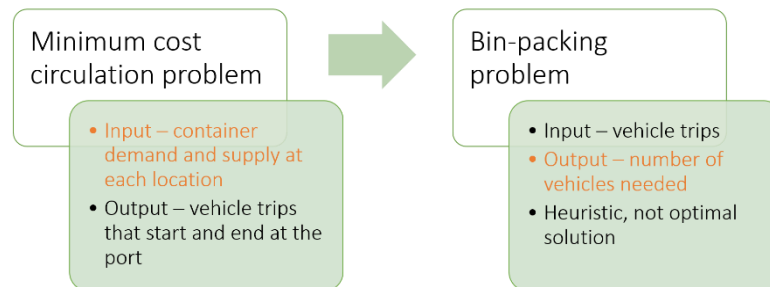 Minimum cost
circulation problem
• Input – container
demand and supply at
each location
• Output – vehicle trips
that start and end at the
port
Bin-packing
problem
• Input – vehicle trips
• Output – number of
vehicles needed
• Heuristic, not optimal
solution